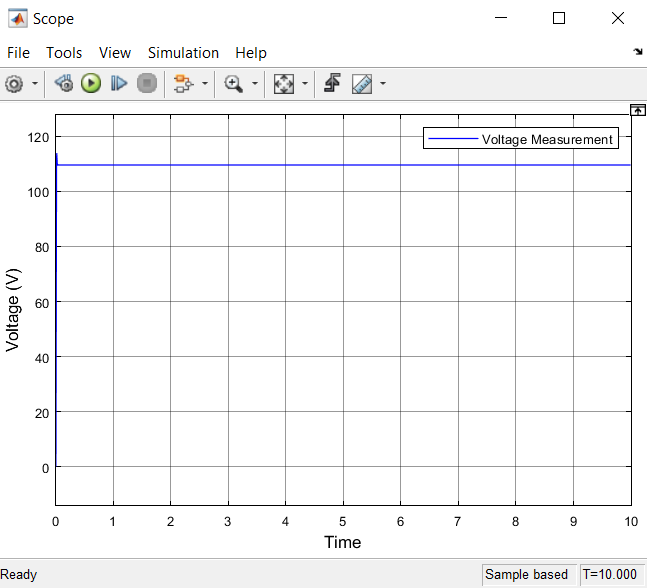 Scope
File Tools View Simulation Help
Voltage Measurement
120
100
80
60
40
20
0
Voltage (V)
0 1 2 3 4 5 6 7 8 9 10
Time
Ready Sample based T=10.000